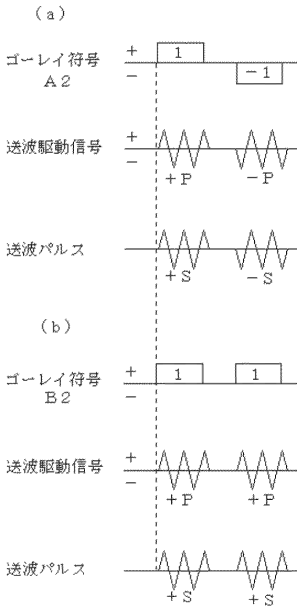 (a)
+
1
ゴーレイ符号
A2
−
−1
+
送波駆動信号
−
+P
−P
送波パルス
+S
−S
(b)
+
1
1
ゴーレイ符号
B2
−
+
送波駆動信号
−
+P
+P
送波パルス
+S
+S